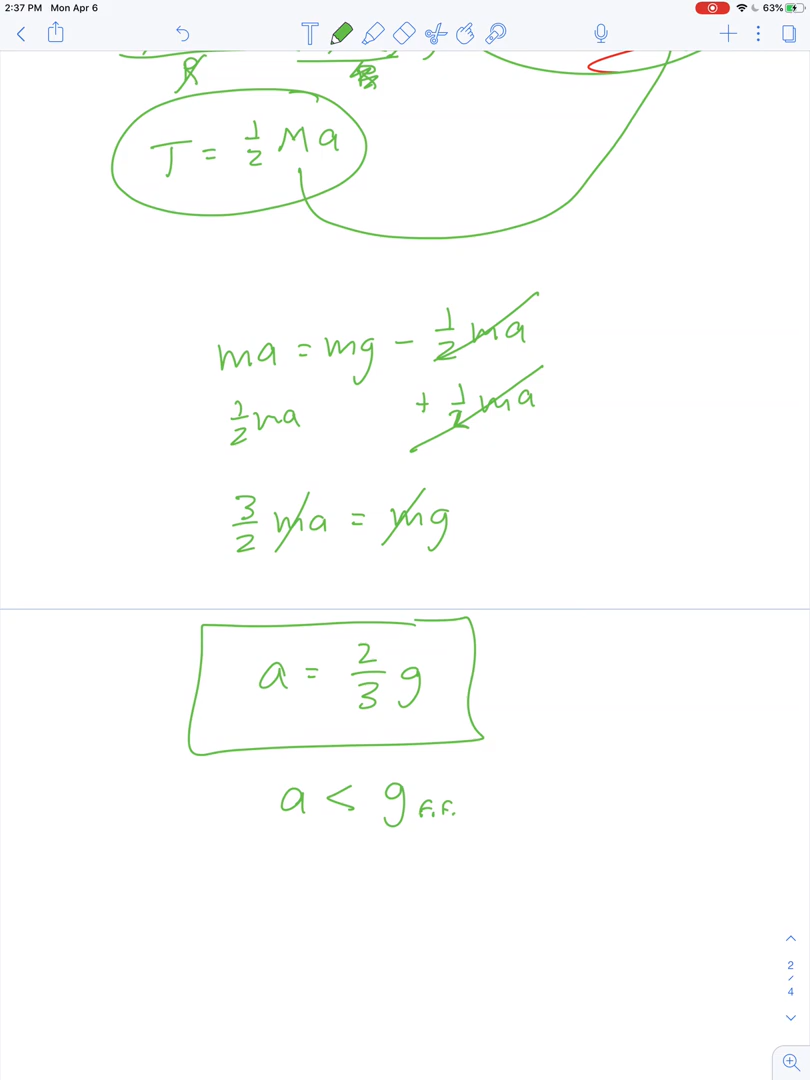 2:37 PM Mon Apr 6 63%
T
R
T = 1/2 Ma
ma = mg - 1/2 ma
1/2 ma + 1/2 ma
3/2 ma = mg
a = 2/3 g
a < g F.F.
2
/
4